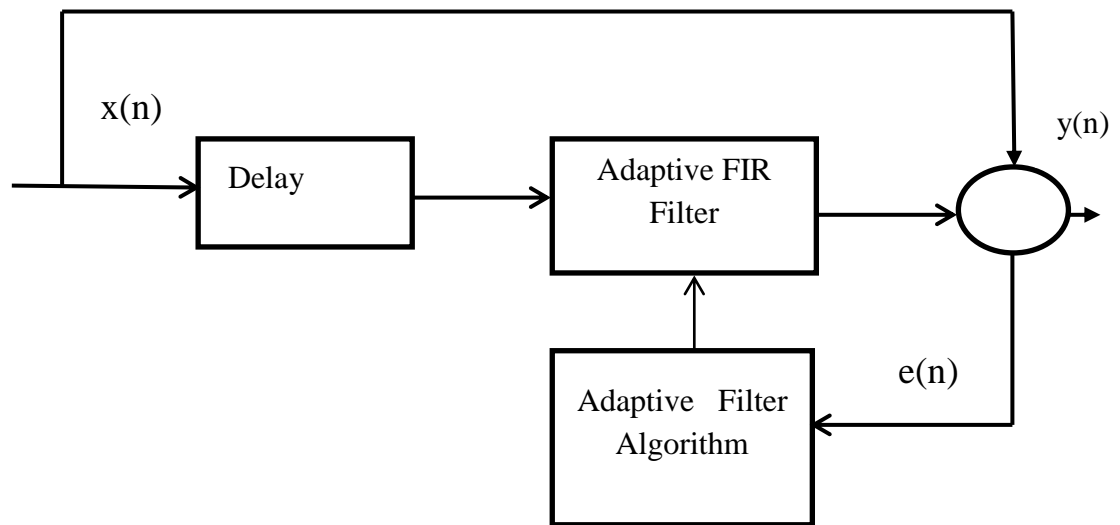 x(n)
y(n)
Delay
Adaptive FIR
Filter
e(n)
Adaptive Filter
Algorithm